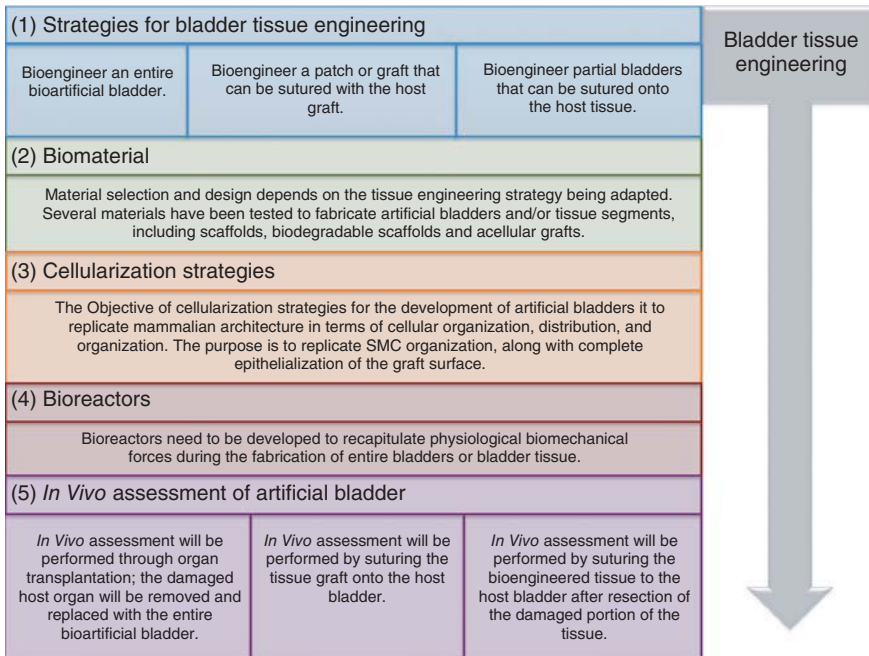 (1) Strategies for bladder tissue engineering
Bioengineer an entire
bioartificial bladder.
Bioengineer a patch or graft that
can be sutured with the host
graft.
Bioengineer partial bladders
that can be sutured onto
the host tissue.
(2) Biomaterial
Material selection and design depends on the tissue engineering strategy being adapted.
Several materials have been tested to fabricate artificial bladders and/or tissue segments,
including scaffolds, biodegradable scaffolds and acellular grafts.
(3) Cellularization strategies
The Objective of cellularization strategies for the development of artificial bladders it to
replicate mammalian architecture in terms of cellular organization, distribution, and
organization. The purpose is to replicate SMC organization, along with complete
epithelialization of the graft surface.
(4) Bioreactors
Bioreactors need to be developed to recapitulate physiological biomechanical
forces during the fabrication of entire bladders or bladder tissue.
(5) In Vivo assessment of artificial bladder
In Vivo assessment will be
performed through organ
transplantation; the damaged
host organ will be removed and
replaced with the entire
bioartificial bladder.
In Vivo assessment will be
performed by suturing the
tissue graft onto the host
bladder.
In Vivo assessment will be
performed by suturing the
bioengineered tissue to the
host bladder after resection of
the damaged portion of the
tissue.
Bladder tissue
engineering